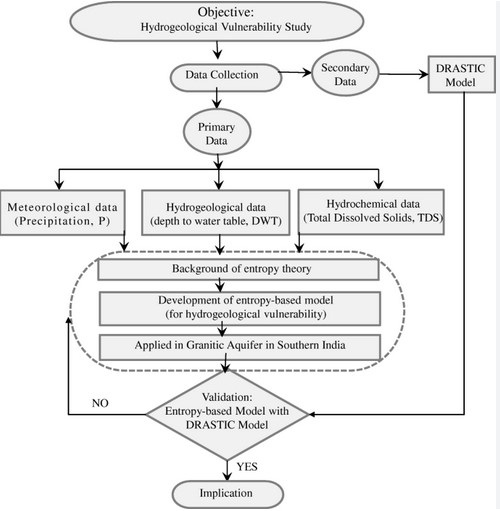 Objective:
Hydrogeological Vulnerability Study
Data Collection
Secondary
Data
DRASTIC
Model
Primary
Data
Meteorological data
(Precipitation, P)
Hydrogeological data
(depth to water table, DWT)
Hydrochemical data
(Total Dissolved Solids, TDS)
Background of entropy theory
Development of entropy-based model
(for hydrogeological vulnerability)
Applied in Granitic Aquifer in Southern India
Validation:
Entropy-based Model with
DRASTIC Model
NO
YES
Implication